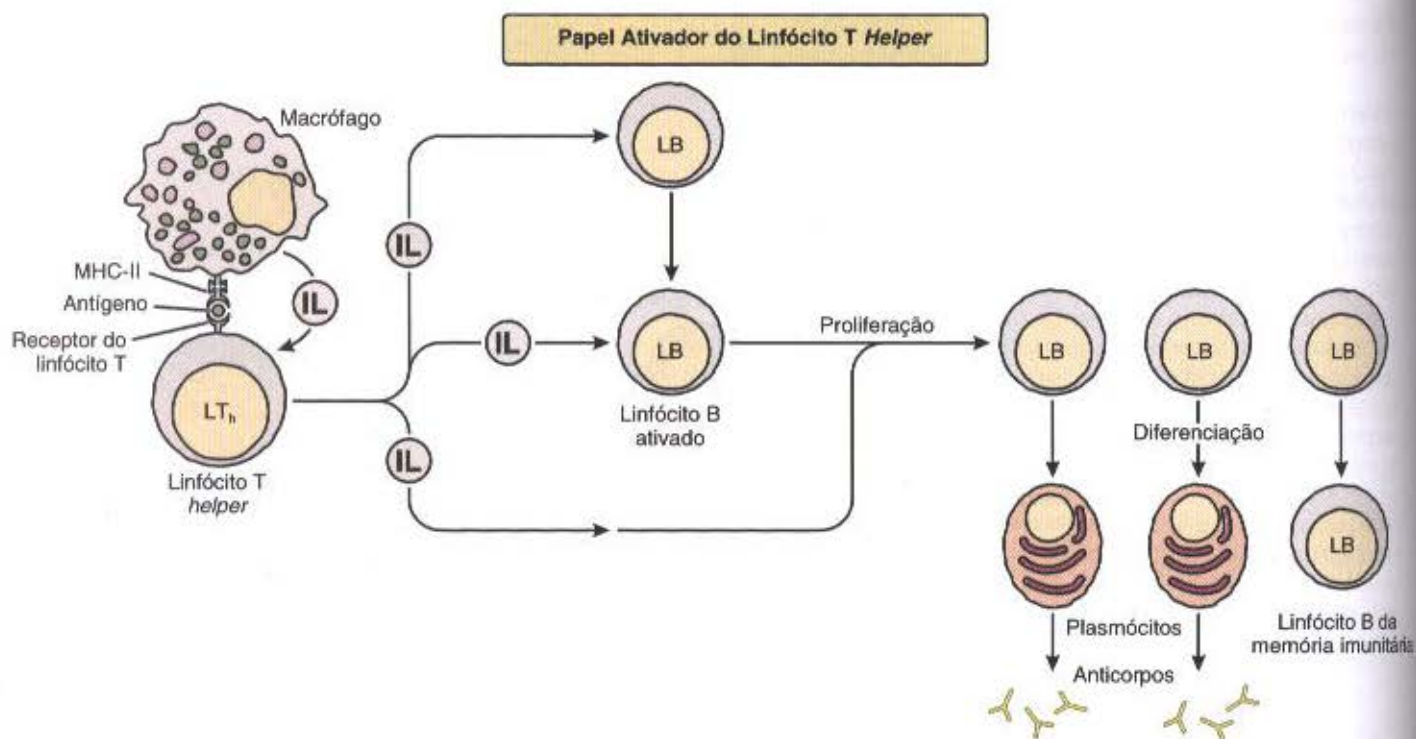 Papel Ativador do Linfócito T Helper
Macrófago
MHC-II
Antígeno
Receptor do
linfócito T
IL
LTh
Linfócito T
helper
IL
IL
IL
LB
LB
Linfócito B
ativado
Proliferação
LB
LB
LB
Diferenciação
LB
Plasmócitos
Linfócito B da
memória imunitária
Anticorpos